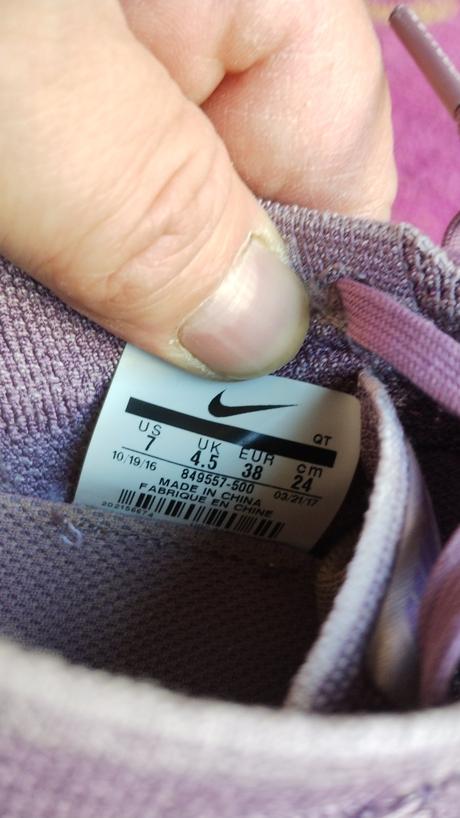 QT
US UK EUR cm
7 4.5 38 24
10/19/16 849557-500 03/21/17
MADE IN CHINA
FABRIQUE EN CHINE